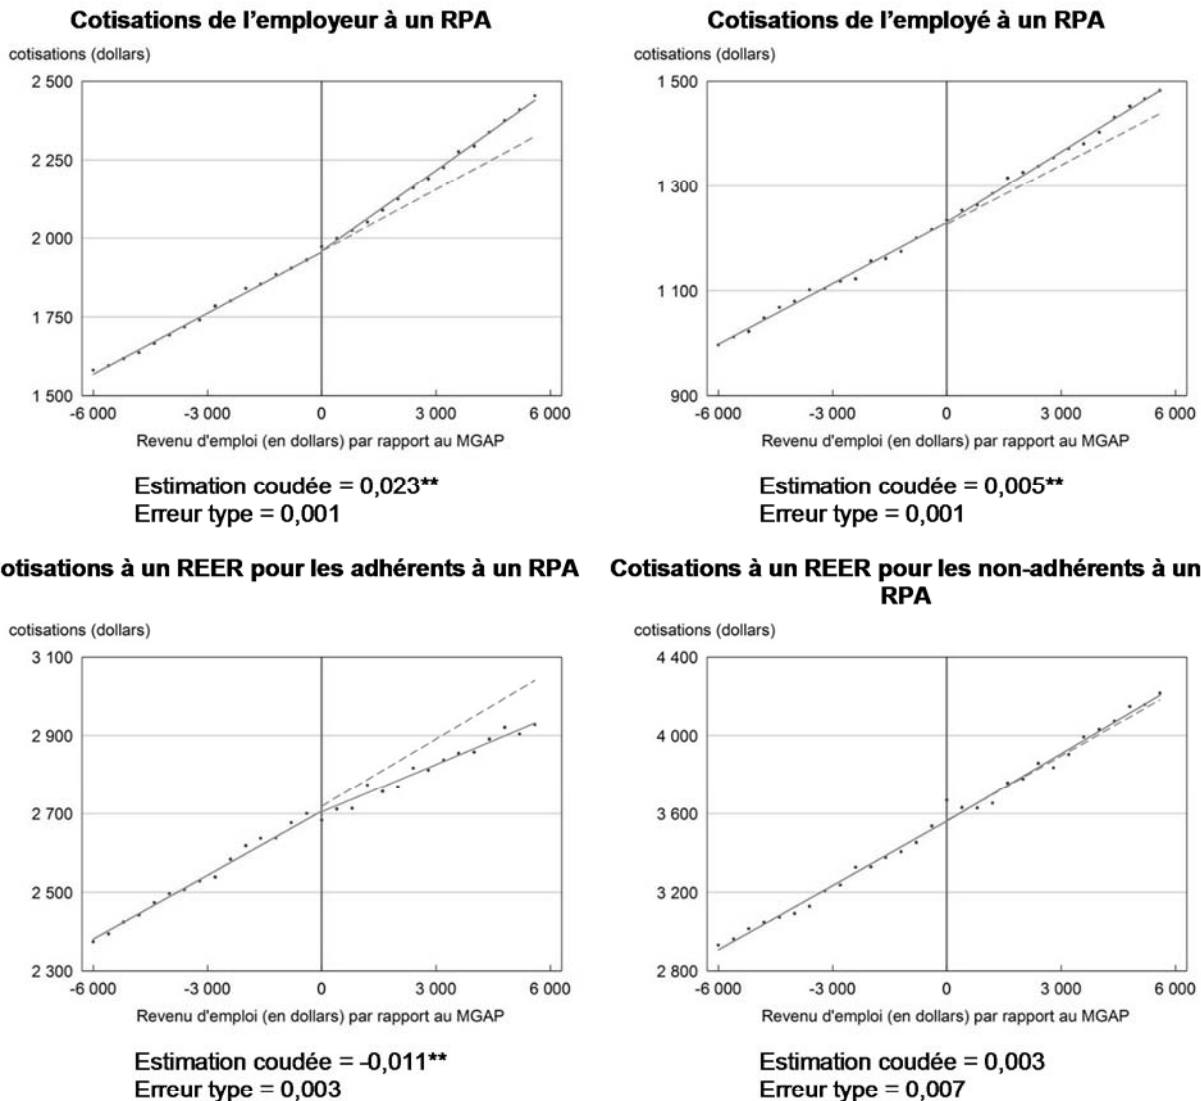 Cotisations de l'employeur à un RPA
cotisations (dollars)
2 500
2 250
2 000
1 750
1 500
-6 000 -3 000 0 3 000 6 000
Revenu d'emploi (en dollars) par rapport au MGAP
Estimation coudée = 0,023**
Erreur type = 0,001
Cotisations de l'employé à un RPA
cotisations (dollars)
1 500
1 300
1 100
900
-6 000 -3 000 0 3 000 6 000
Revenu d'emploi (en dollars) par rapport au MGAP
Estimation coudée = 0,005**
Erreur type = 0,001
otisations à un REER pour les adhérents à un RPA
cotisations (dollars)
3 100
2 900
2 700
2 500
2 300
-6 000 -3 000 0 3 000 6 000
Revenu d'emploi (en dollars) par rapport au MGAP
Estimation coudée = -0,011**
Erreur type = 0,003
Cotisations à un REER pour les non-adhérents à un
RPA
cotisations (dollars)
4 400
4 000
3 600
3 200
2 800
-6 000 -3 000 0 3 000 6 000
Revenu d'emploi (en dollars) par rapport au MGAP
Estimation coudée = 0,003
Erreur type = 0,007